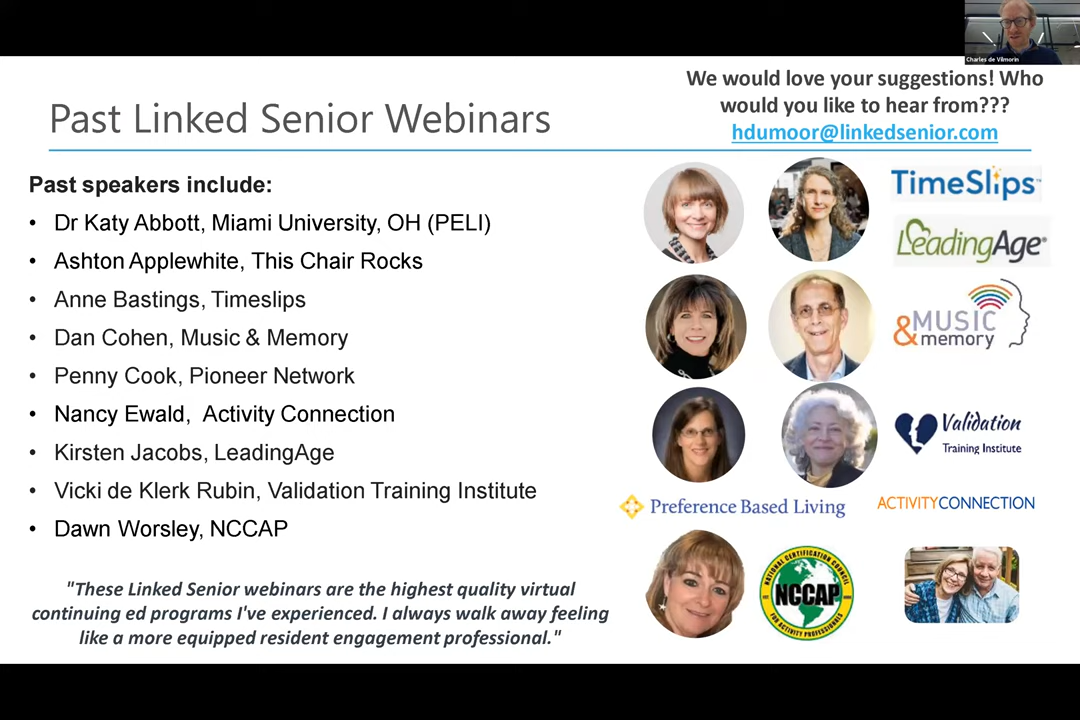 Charles de Vilmorin
We would love your suggestions! Who
would you like to hear from???
hdumoor@linkedsenior.com
Past Linked Senior Webinars
Past speakers include:
• Dr Katy Abbott, Miami University, OH (PELI)
• Ashton Applewhite, This Chair Rocks
• Anne Bastings, Timeslips
• Dan Cohen, Music & Memory
• Penny Cook, Pioneer Network
• Nancy Ewald,  Activity Connection
• Kirsten Jacobs, LeadingAge
• Vicki de Klerk Rubin, Validation Training Institute
• Dawn Worsley, NCCAP
"These Linked Senior webinars are the highest quality virtual
continuing ed programs I've experienced. I always walk away feeling
like a more equipped resident engagement professional."
TimeSlips™
LeadingAge®
&MUSIC
memory
Validation
Training Institute
Preference Based Living
ACTIVITYCONNECTION
NATIONAL CERTIFICATION COUNCIL
NCCAP
FOR ACTIVITY PROFESSIONALS